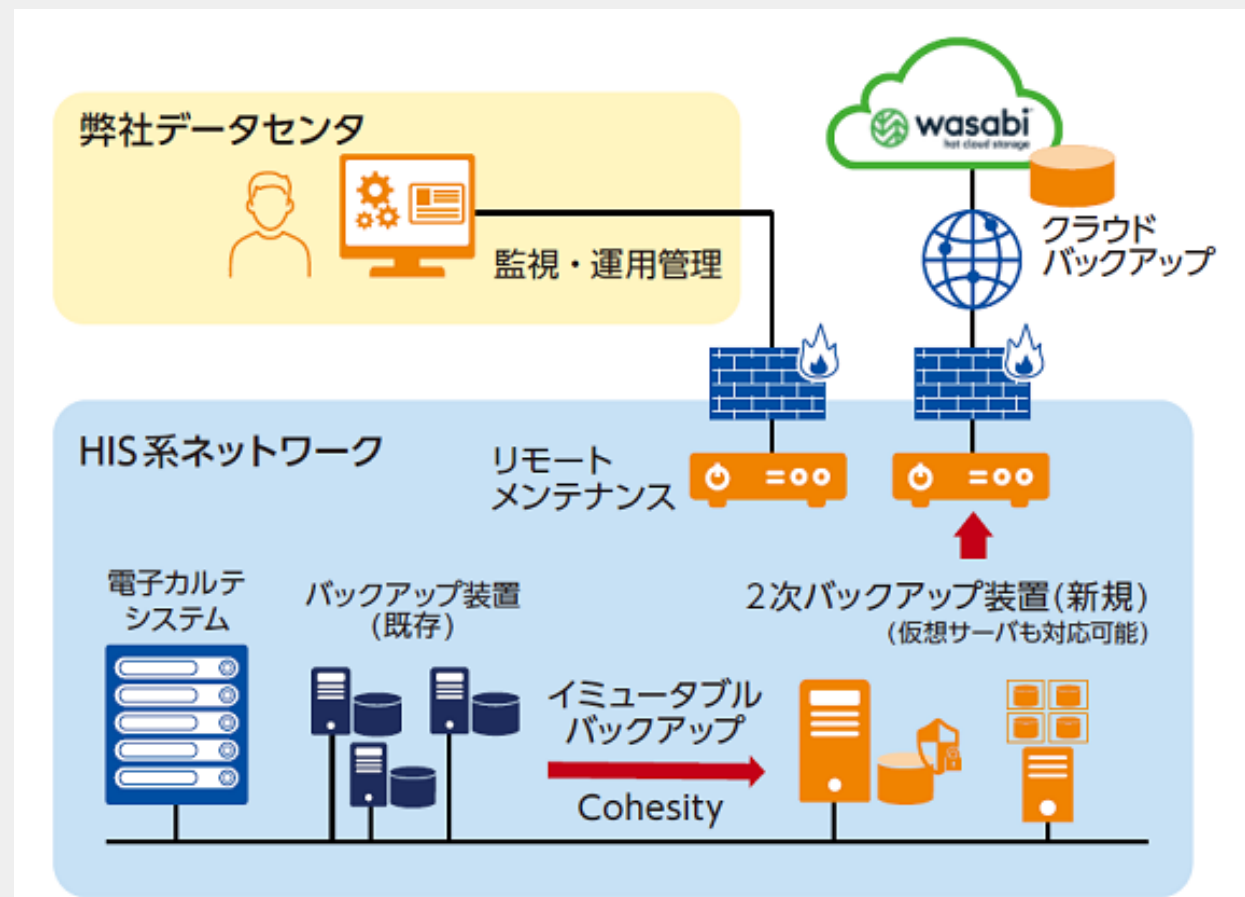 弊社データセンタ
監視・運用管理
wasabi
hot cloud storage
クラウド
バックアップ
HIS系ネットワーク
リモート
メンテナンス
電子カルテ
システム
バックアップ装置
(既存)
イミュータブル
バックアップ
Cohesity
2次バックアップ装置(新規)
(仮想サーバも対応可能)